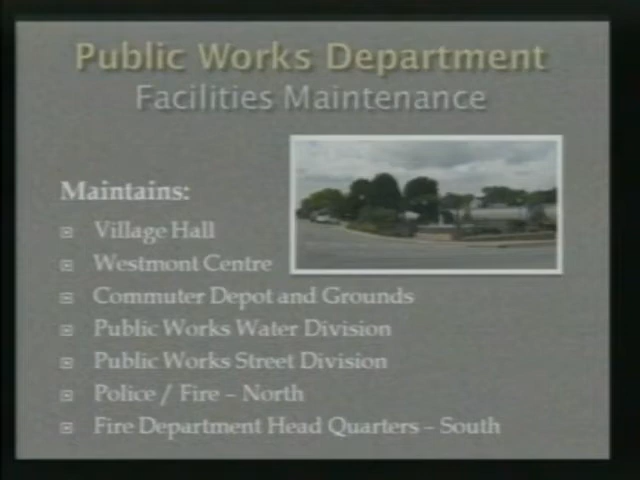 Public Works Department
Facilities Maintenance
Maintains:
Village Hall
Westmont Centre
Commuter Depot and Grounds
Public Works Water Division
Public Works Street Division
Police / Fire – North
Fire Department Head Quarters – South